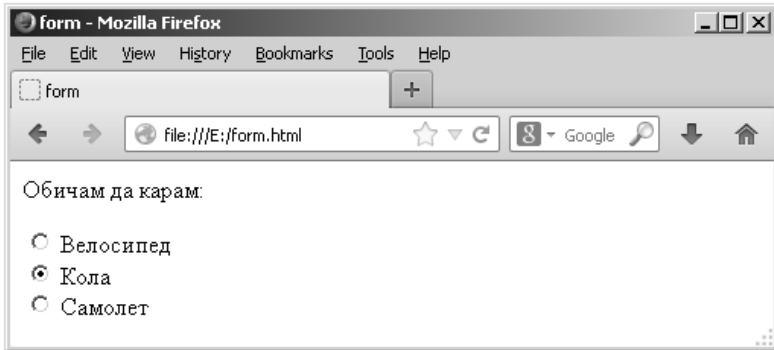 form - Mozilla Firefox
File Edit View History Bookmarks Tools Help
form
file:///E:/form.html
8 Google
Обичам да карам:
Велосипед
Кола
Самолет